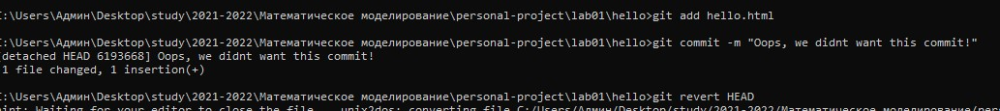 :\Users\Админ\Desktop\study\2021-2022\Математическое моделирование\personal-project\lab01\hello>git add hello.html
C:\Users\Админ\Desktop\study\2021-2022\Математическое моделирование\personal-project\lab01\hello>git commit -m "Oops, we didnt want this commit!"
[detached HEAD 6193668] Oops, we didnt want this commit!
1 file changed, 1 insertion(+)
C:\Users\Админ\Desktop\study\2021-2022\Математическое моделирование\personal-project\lab01\hello>git revert HEAD
hint: Waiting for your editor to close the file... unix2dos: converting file C:/Users/Админ/Desktop/study/2021-2022/Математическое моделирование/per